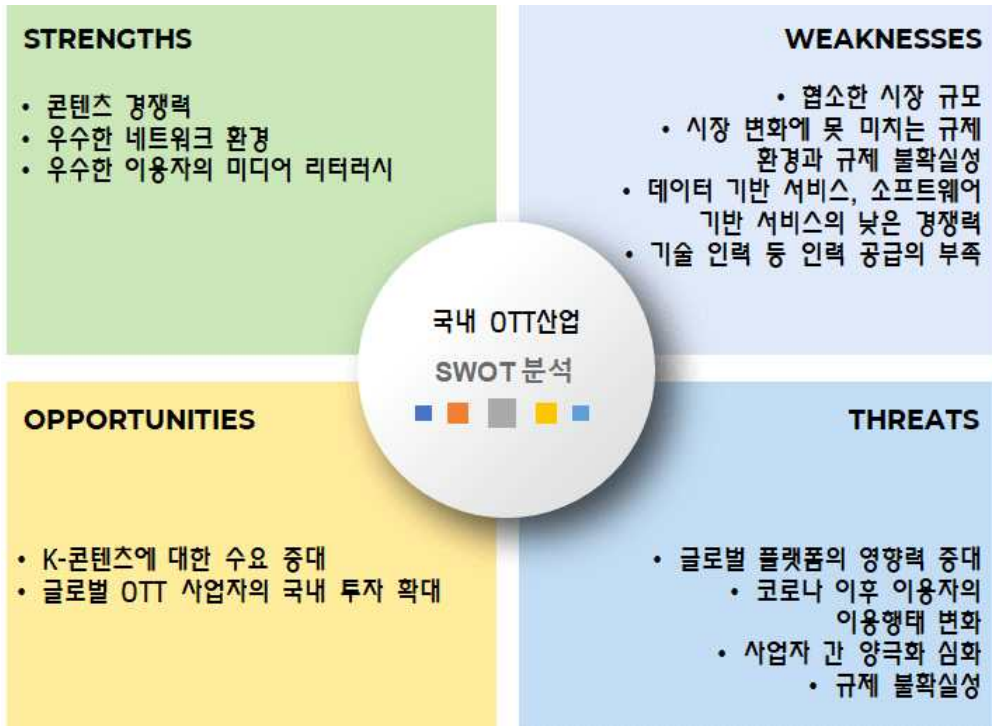 STRENGTHS
• 콘텐츠 경쟁력
• 우수한 네트워크 환경
• 우수한 이용자의 미디어 리터러시
WEAKNESSES
• 협소한 시장 규모
• 시장 변화에 못 미치는 규제
환경과 규제 불확실성
• 데이터 기반 서비스, 소프트웨어
기반 서비스의 낮은 경쟁력
• 기술 인력 등 인력 공급의 부족
국내 OTT산업
SWOT 분석
OPPORTUNITIES
• K-콘텐츠에 대한 수요 증대
• 글로벌 OTT 사업자의 국내 투자 확대
THREATS
• 글로벌 플랫폼의 영향력 증대
• 코로나 이후 이용자의
이용행태 변화
• 사업자 간 양극화 심화
• 규제 불확실성